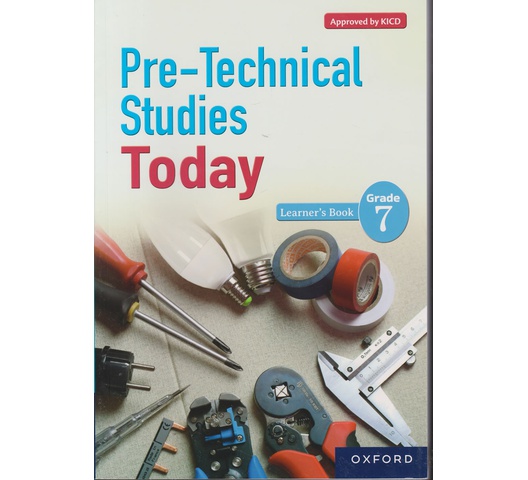 Approved by KICD
Pre-Technical
Studies
Today
Learner's Book
Grade
7
OXFORD